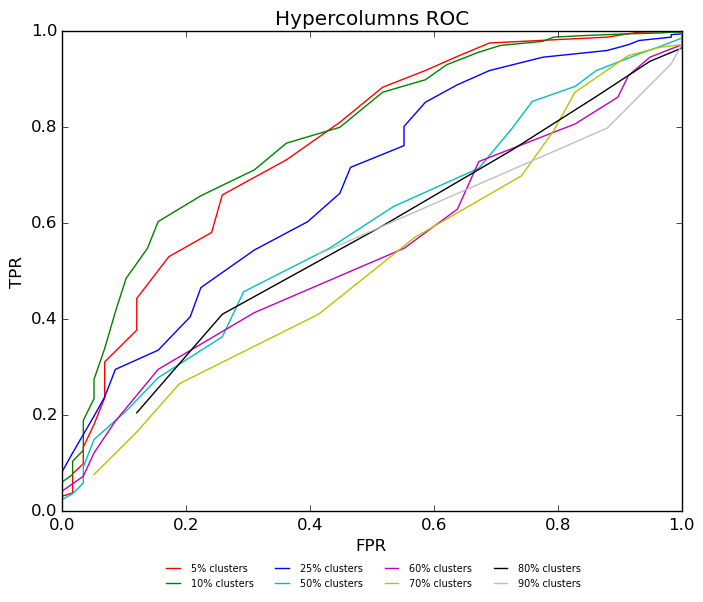 Hypercolumns ROC
1.0
0.8
0.6
0.4
0.2
0.0
TPR
0.0 0.2 0.4 0.6 0.8 1.0
FPR
5% clusters 25% clusters 60% clusters 80% clusters
10% clusters 50% clusters 70% clusters 90% clusters